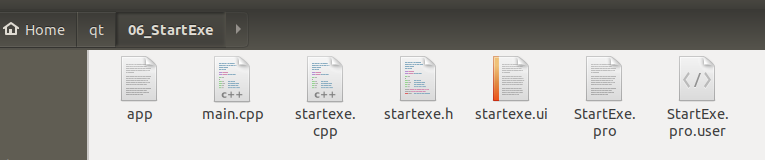 Home qt 06_StartExe
c++ c++ </>
app main.cpp startexe. startexe.h startexe.ui StartExe. StartExe.
cpp pro pro.user